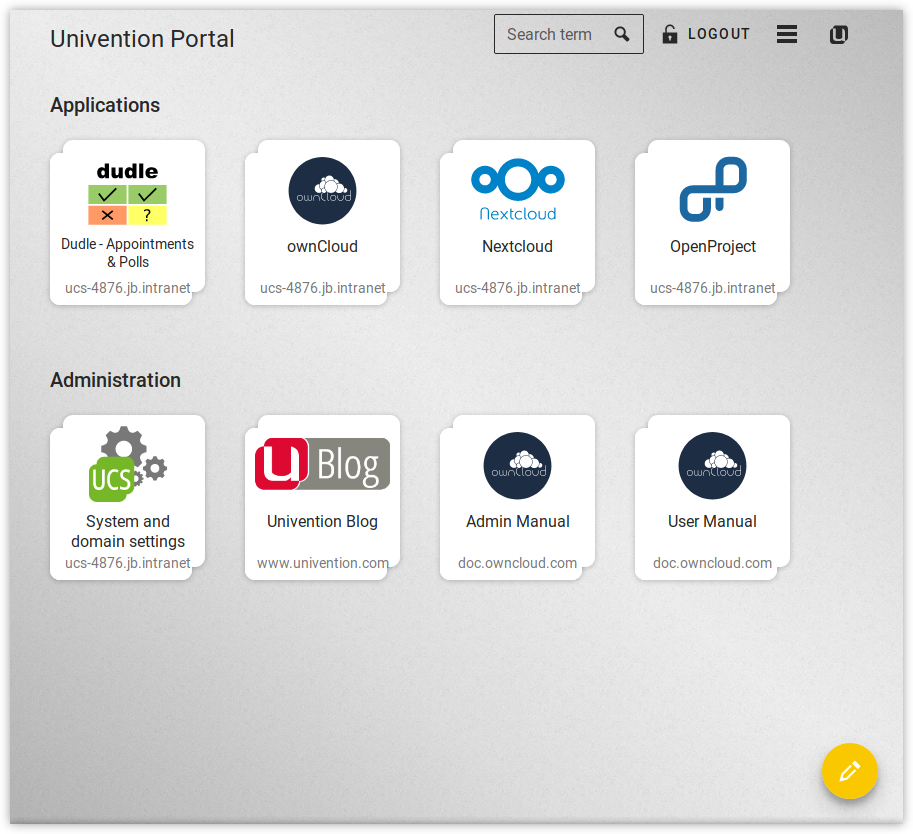 Univention Portal
Search term
LOGOUT
Applications
dudle
?
Dudle - Appointments
& Polls
ucs-4876.jb.intranet
ownCloud
ownCloud
ucs-4876.jb.intranet
Nextcloud
Nextcloud
ucs-4876.jb.intranet
OpenProject
ucs-4876.jb.intranet
Administration
UCS
System and
domain settings
ucs-4876.jb.intranet
u Blog
Univention Blog
www.univention.com
ownCloud
Admin Manual
doc.owncloud.com
ownCloud
User Manual
doc.owncloud.com